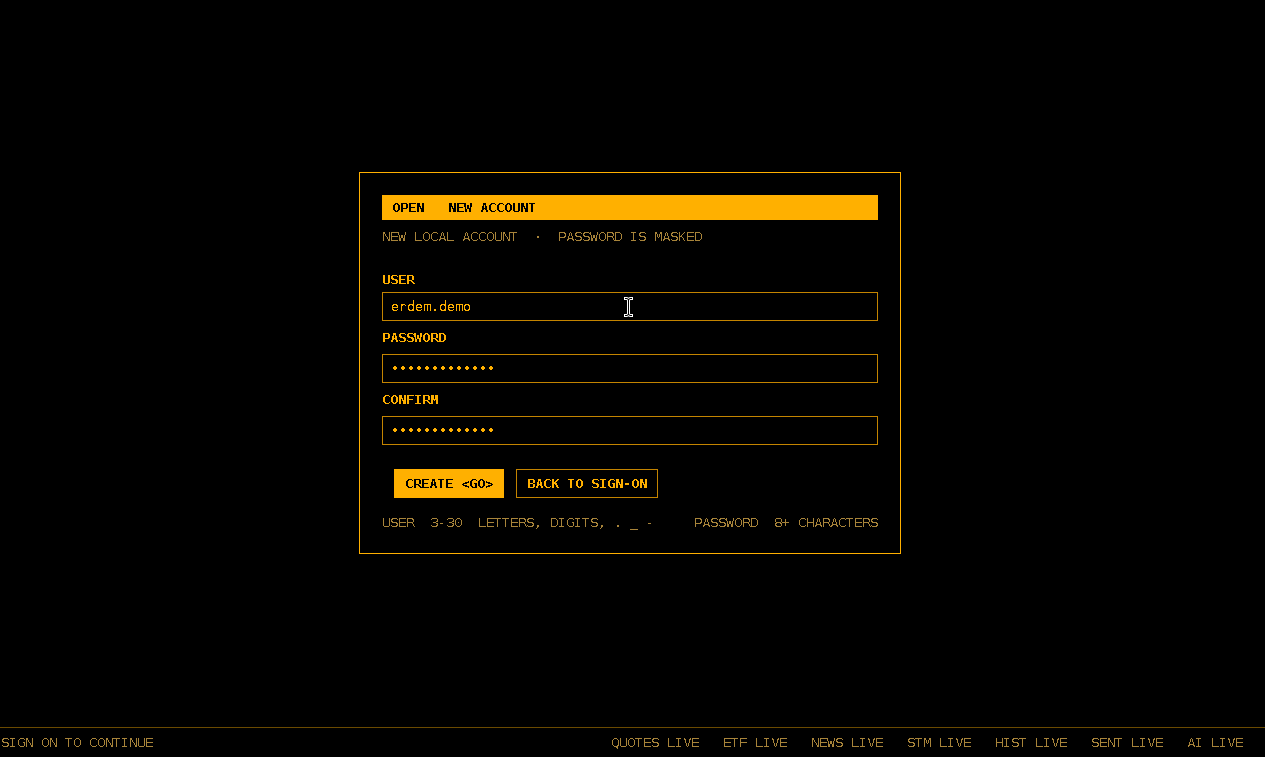 OPEN   NEW ACCOUNT
NEW LOCAL ACCOUNT  ·  PASSWORD IS MASKED
USER
erdem.demo
PASSWORD
•••••••••••••
CONFIRM
•••••••••••••
CREATE <GO>   BACK TO SIGN-ON
USER  3-30  LETTERS, DIGITS, . _ -     PASSWORD  8+ CHARACTERS
SIGN ON TO CONTINUE   QUOTES LIVE   ETF LIVE   NEWS LIVE   STM LIVE   HIST LIVE   SENT LIVE   AI LIVE